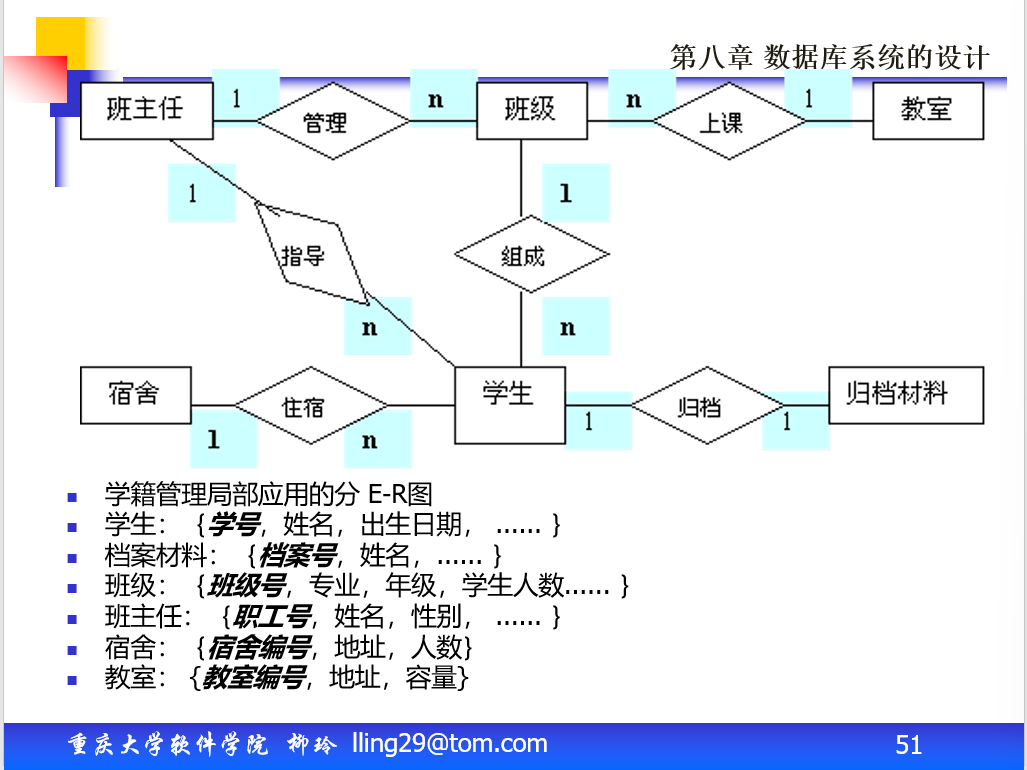 第八章 数据库系统的设计
班主任 1 管理 n 班级 n 上课 1 教室
1 1
指导 组成
n n
宿舍 1 住宿 n 学生 1 归档 1 归档材料
学籍管理局部应用的分 E-R图
学生：｛学号，姓名，出生日期， …… ｝
档案材料：｛档案号，姓名，…… ｝
班级：｛班级号，专业，年级，学生人数…… ｝
班主任：｛职工号，姓名，性别， …… ｝
宿舍：｛宿舍编号，地址，人数}
教室：{教室编号，地址，容量}
重庆大学软件学院 柳玲 lling29@tom.com 51